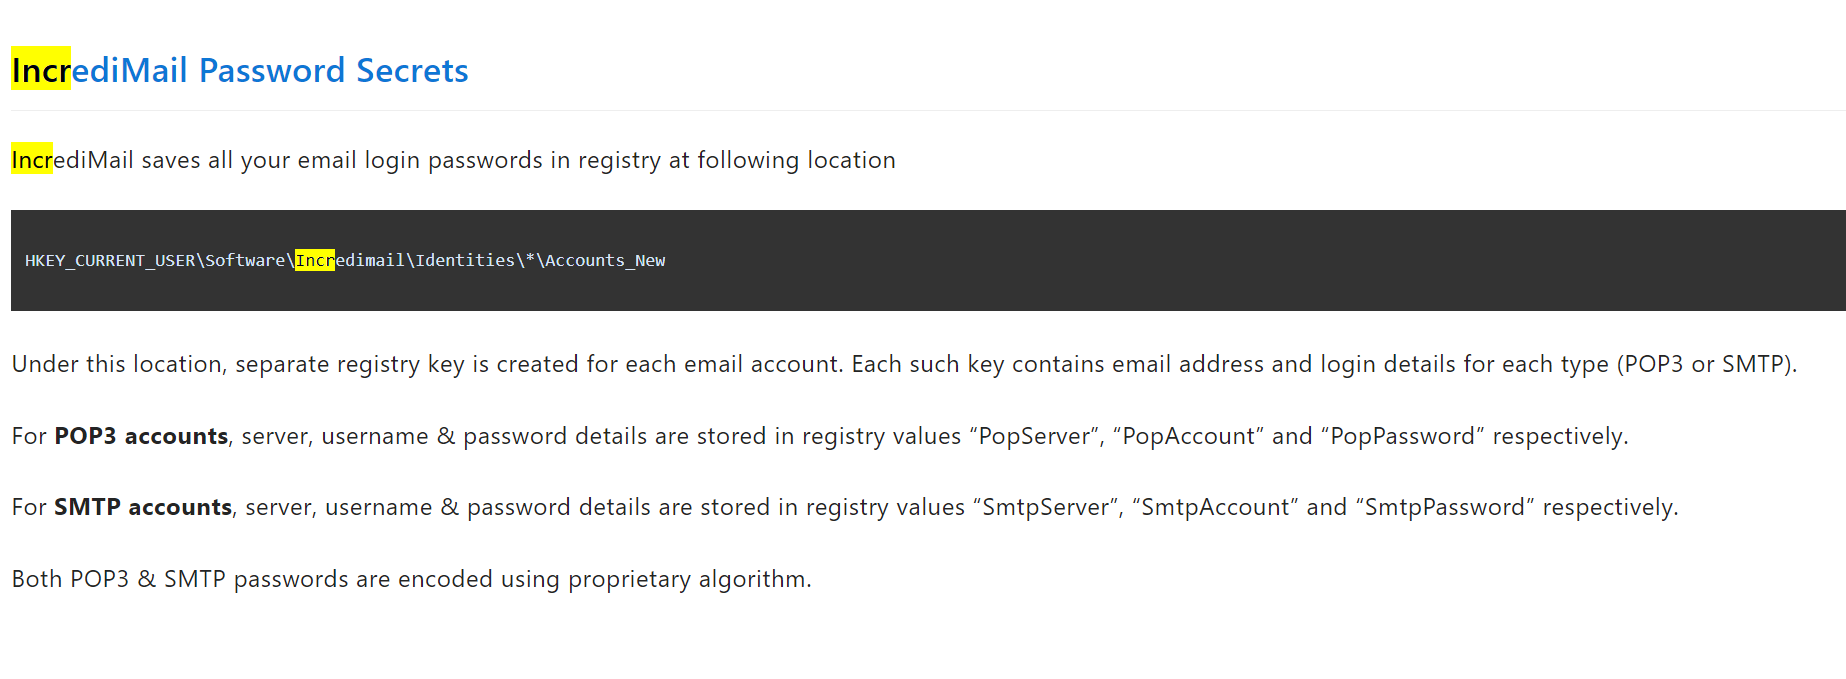 IncrediMail Password Secrets
IncrediMail saves all your email login passwords in registry at following location
HKEY_CURRENT_USER\Software\Incredimail\Identities\*\Accounts_New
Under this location, separate registry key is created for each email account. Each such key contains email address and login details for each type (POP3 or SMTP).
For POP3 accounts, server, username & password details are stored in registry values “PopServer”, “PopAccount” and “PopPassword” respectively.
For SMTP accounts, server, username & password details are stored in registry values “SmtpServer”, “SmtpAccount” and “SmtpPassword” respectively.
Both POP3 & SMTP passwords are encoded using proprietary algorithm.